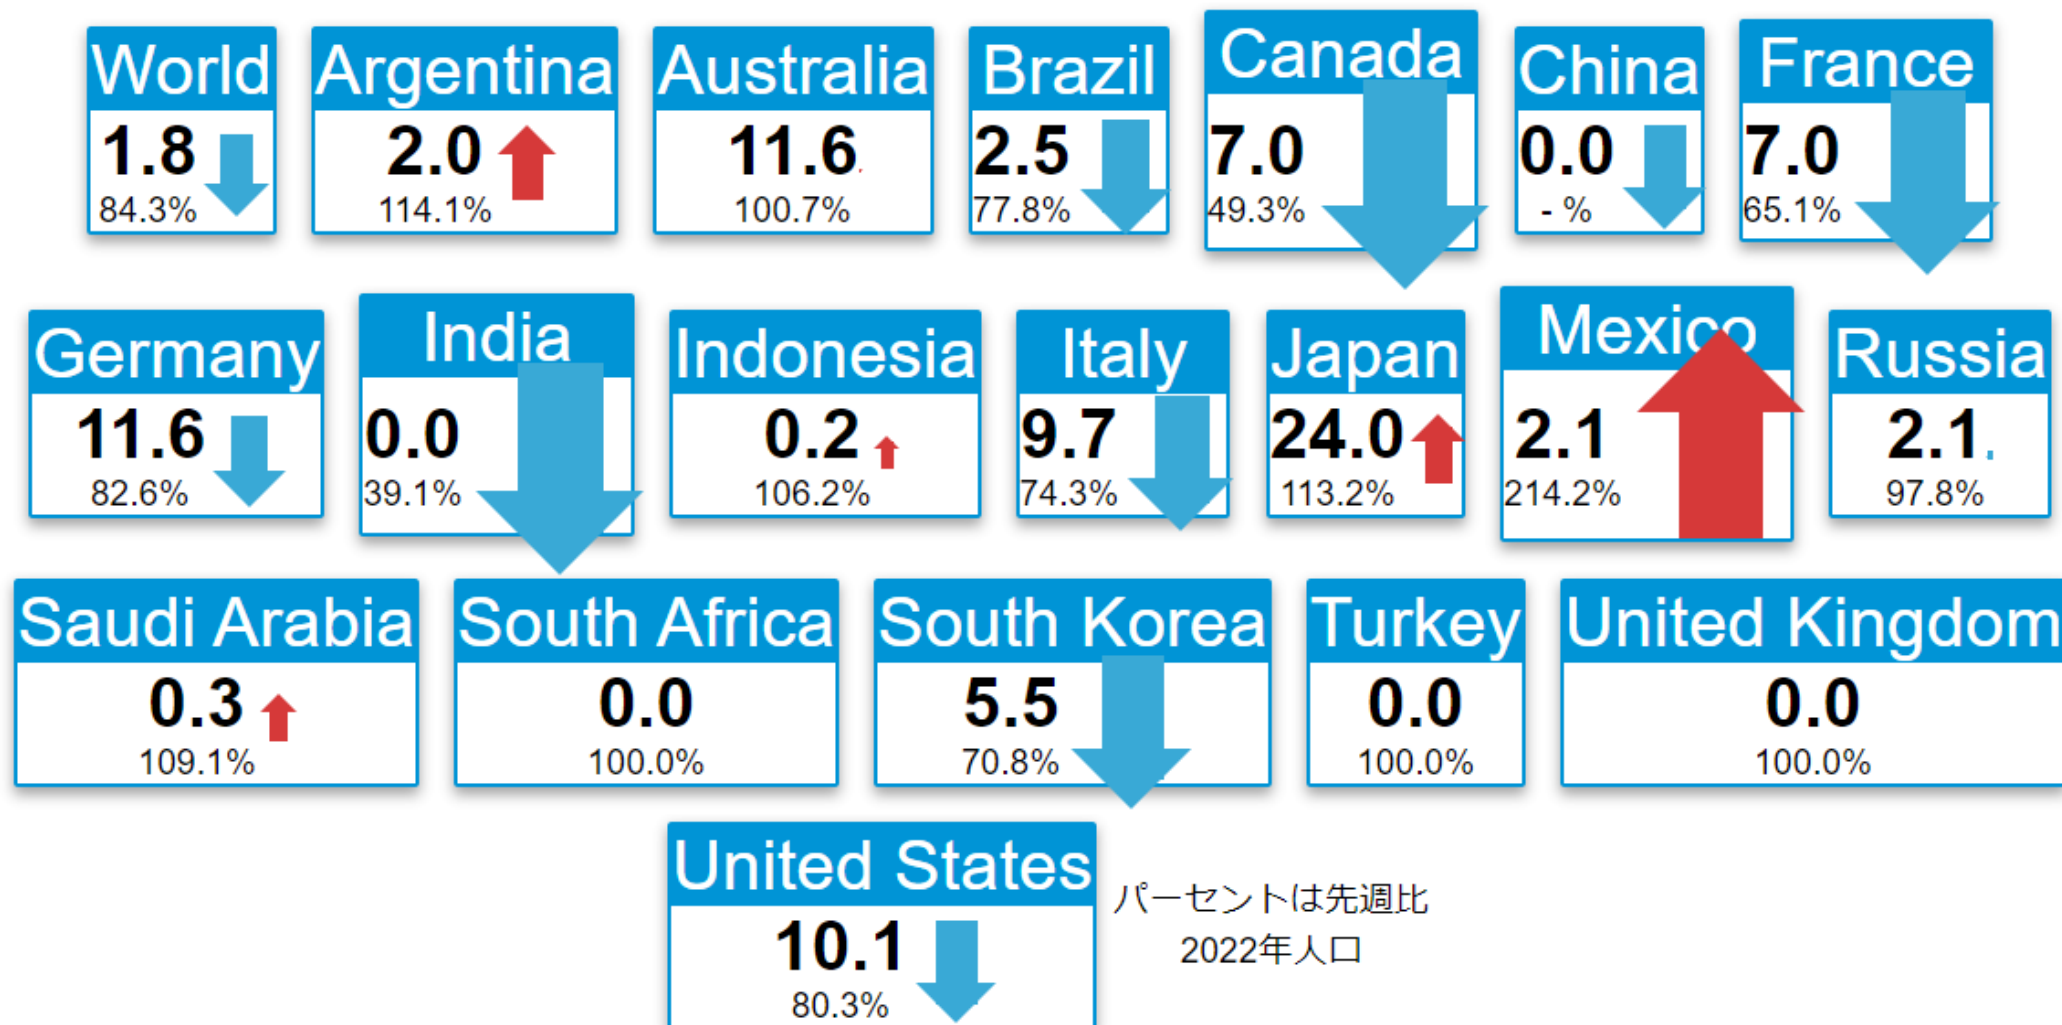 World Argentina Australia Brazil Canada China France
1.8 2.0 11.6 2.5 7.0 0.0 7.0
84.3% 114.1% 100.7% 77.8% 49.3% - % 65.1%
Germany India Indonesia Italy Japan Mexico Russia
11.6 0.0 0.2 9.7 24.0 2.1 2.1
82.6% 39.1% 106.2% 74.3% 113.2% 214.2% 97.8%
Saudi Arabia South Africa South Korea Turkey United Kingdom
0.3 0.0 5.5 0.0 0.0
109.1% 100.0% 70.8% 100.0% 100.0%
United States
10.1
80.3%
パーセントは先週比
2022年人口